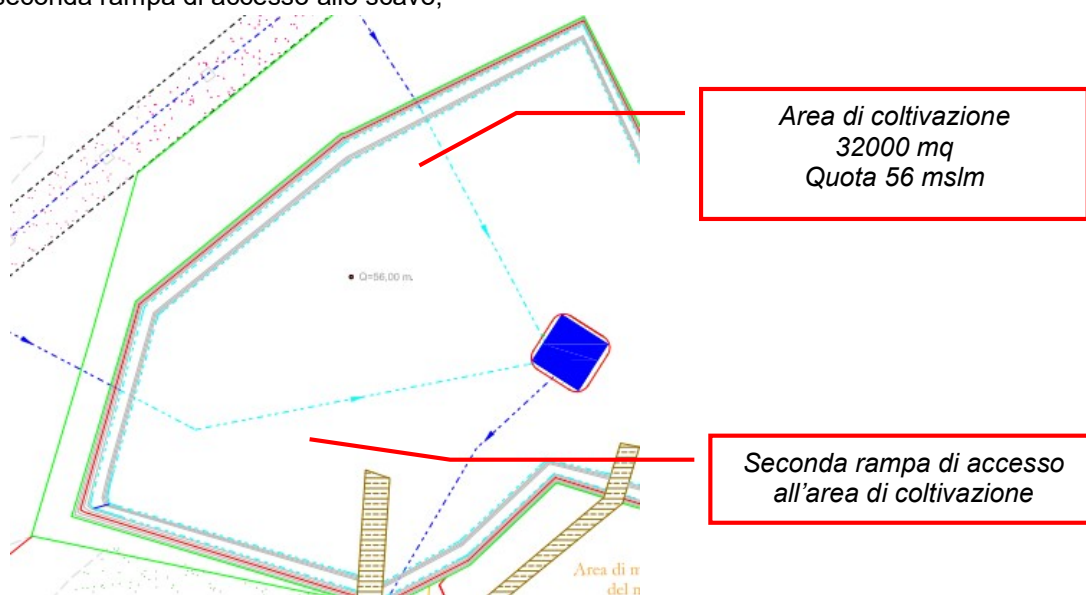 seconda rampa di accesso allo scavo;
Area di coltivazione
32000 mq
Quota 56 mslm
Q=56,00 m.
Seconda rampa di accesso
all'area di coltivazione
Area di m
del